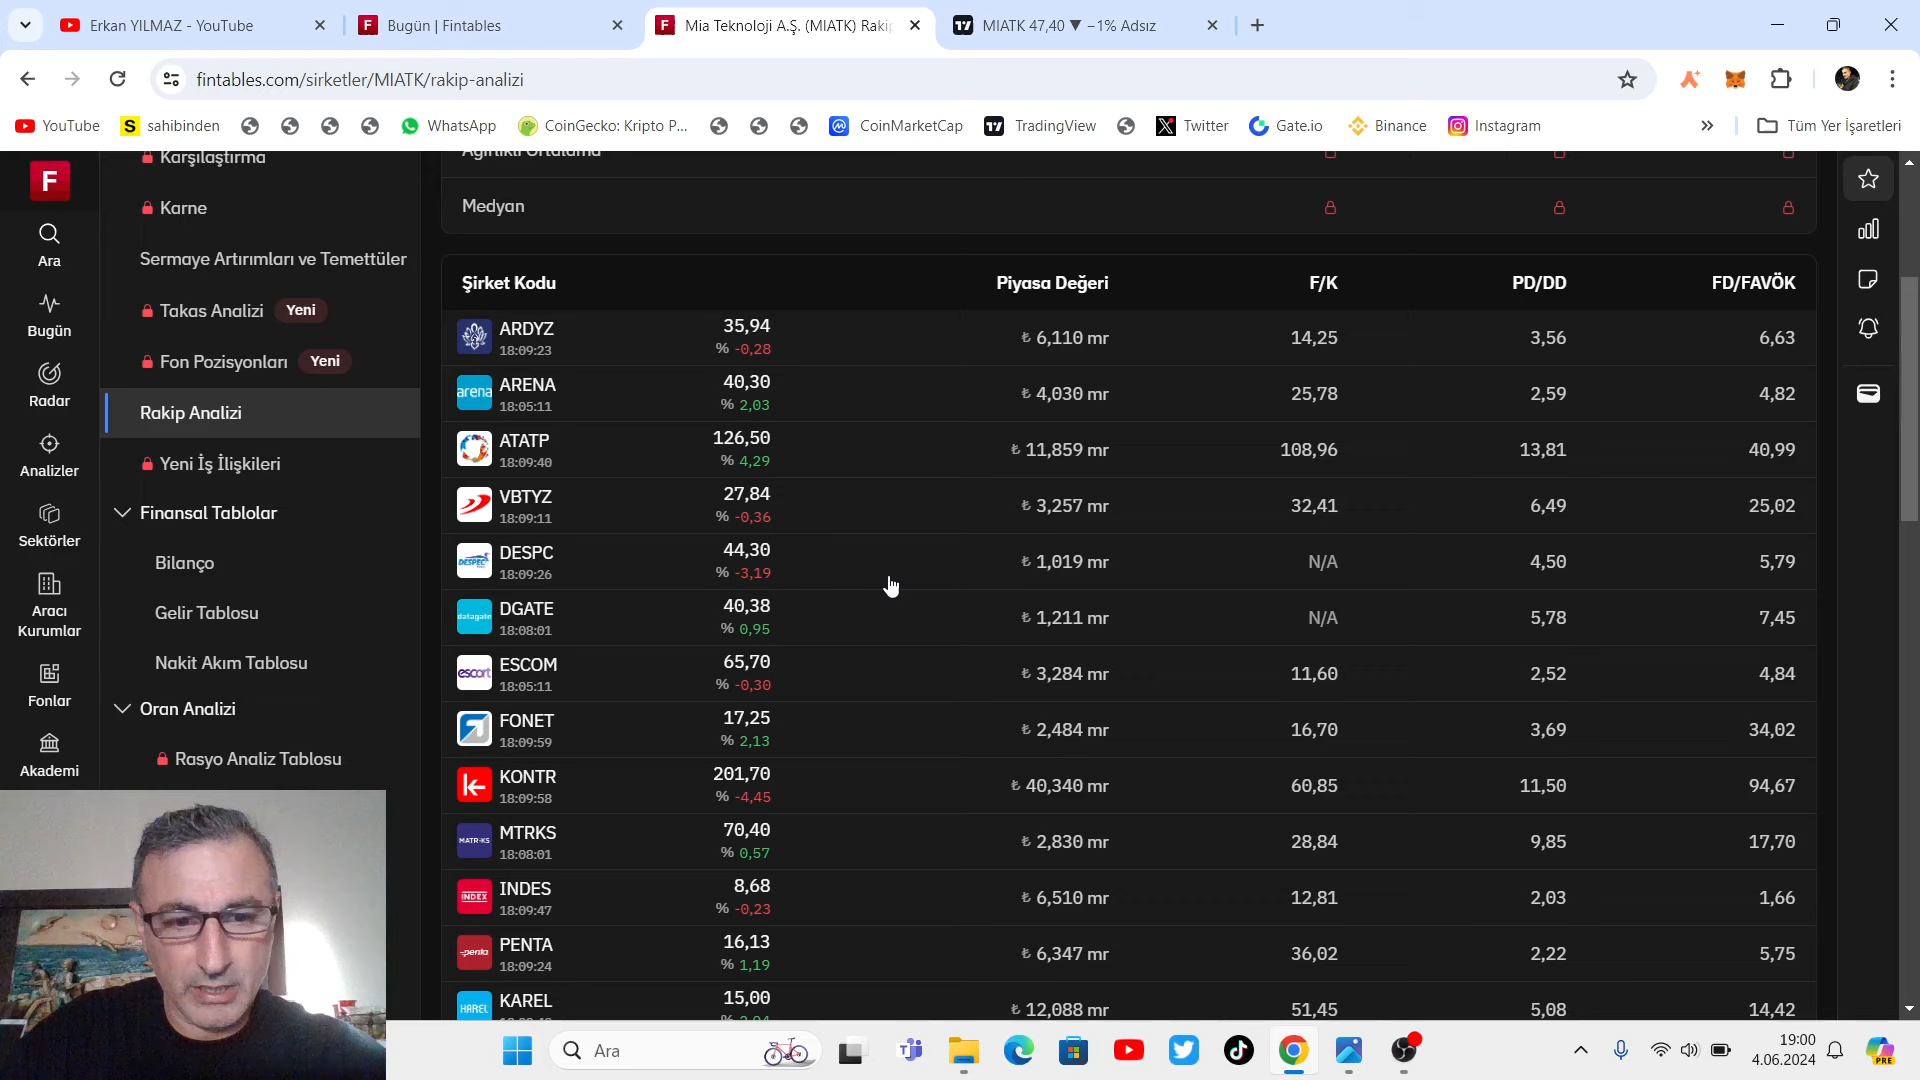 Erkan YILMAZ - YouTube
Bugün | Fintables
Mia Teknoloji A.Ş. (MIATK) Raki
MIATK 47,40 ▼ −1% Adsız
fintables.com/sirketler/MIATK/rakip-analizi
YouTube
sahibinden
WhatsApp
CoinGecko: Kripto P...
CoinMarketCap
TradingView
Twitter
Gate.io
Binance
Instagram
Tüm Yer İşaretleri
F
Ara
Bugün
Radar
Analizler
Sektörler
Aracı
Kurumlar
Fonlar
Akademi
Karşılaştırma
Karne
Sermaye Artırımları ve Temettüler
Takas Analizi Yeni
Fon Pozisyonları Yeni
Rakip Analizi
Yeni İş İlişkileri
Finansal Tablolar
Bilanço
Gelir Tablosu
Nakit Akım Tablosu
Oran Analizi
Rasyo Analiz Tablosu
Ağırlıklı Ortalama
Medyan
Şirket Kodu Piyasa Değeri F/K PD/DD FD/FAVÖK
ARDYZ 35,94 ₺ 6,110 mr 14,25 3,56 6,63
18:09:23 % -0,28
arena ARENA 40,30 ₺ 4,030 mr 25,78 2,59 4,82
18:05:11 % 2,03
ATATP 126,50 ₺ 11,859 mr 108,96 13,81 40,99
18:09:40 % 4,29
VBTYZ 27,84 ₺ 3,257 mr 32,41 6,49 25,02
18:09:11 % -0,36
DESPEC DESPC 44,30 ₺ 1,019 mr N/A 4,50 5,79
18:09:26 % -3,19
datagate DGATE 40,38 ₺ 1,211 mr N/A 5,78 7,45
18:08:01 % 0,95
escort ESCOM 65,70 ₺ 3,284 mr 11,60 2,52 4,84
18:05:11 % -0,30
FONET 17,25 ₺ 2,484 mr 16,70 3,69 34,02
18:09:59 % 2,13
KONTR 201,70 ₺ 40,340 mr 60,85 11,50 94,67
18:09:58 % -4,45
MATRIKS MTRKS 70,40 ₺ 2,830 mr 28,84 9,85 17,70
18:08:01 % 0,57
INDEX INDES 8,68 ₺ 6,510 mr 12,81 2,03 1,66
18:09:47 % -0,23
penta PENTA 16,13 ₺ 6,347 mr 36,02 2,22 5,75
18:09:24 % 1,19
KAREL KAREL 15,00 ₺ 12,088 mr 51,45 5,08 14,42
Ara
PRE
19:00
4.06.2024